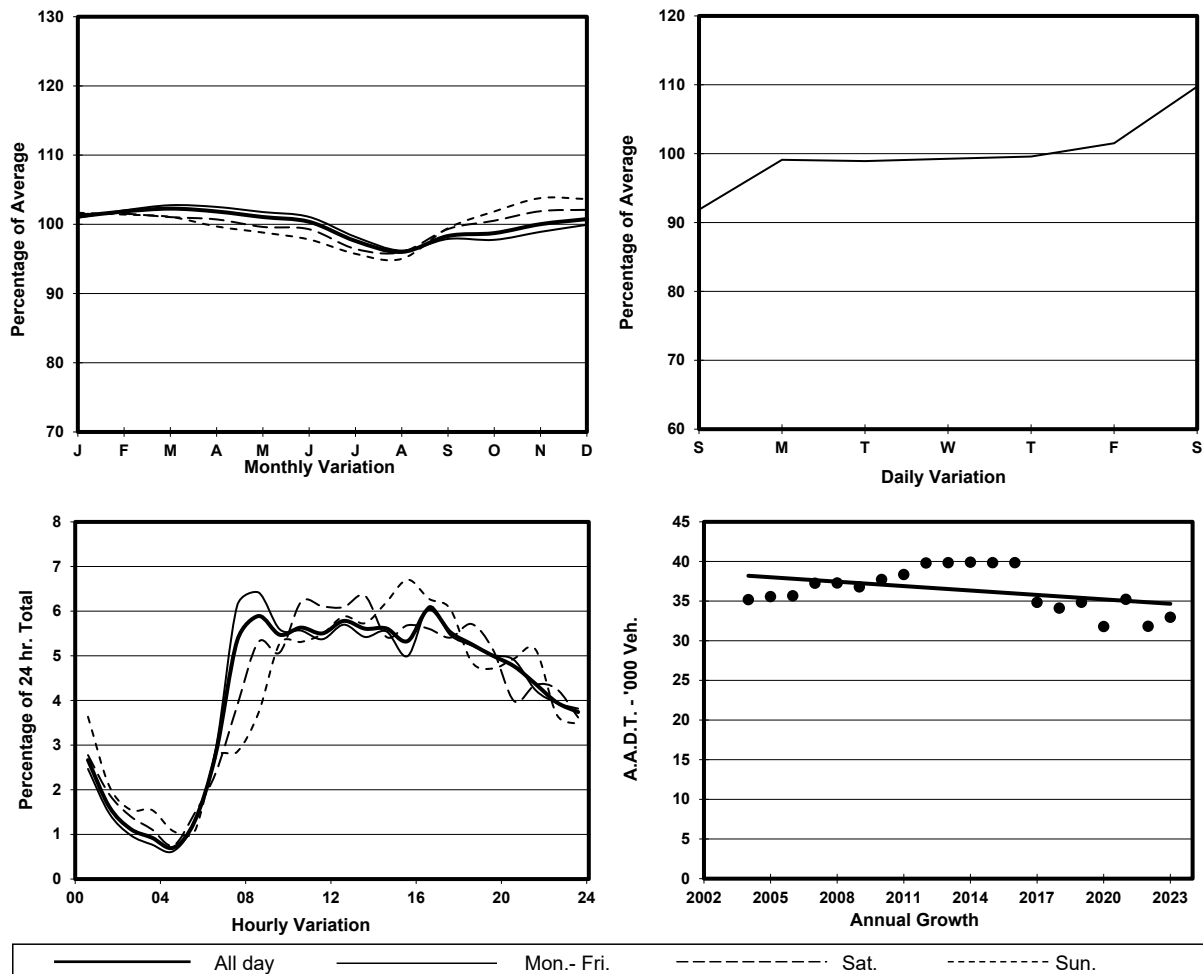 130
120
110
100
90
80
70
Percentage of Average
J F M A M J J A S O N D
Monthly Variation
120
110
100
90
80
70
60
Percentage of Average
S M T W T F S
Daily Variation
8
7
6
5
4
3
2
1
0
Percentage of 24 hr. Total
00 04 08 12 16 20 24
Hourly Variation
45
40
35
30
25
20
15
10
5
0
A.A.D.T. - '000 Veh.
2002 2005 2008 2011 2014 2017 2020 2023
Annual Growth
All day Mon.- Fri. Sat. Sun.